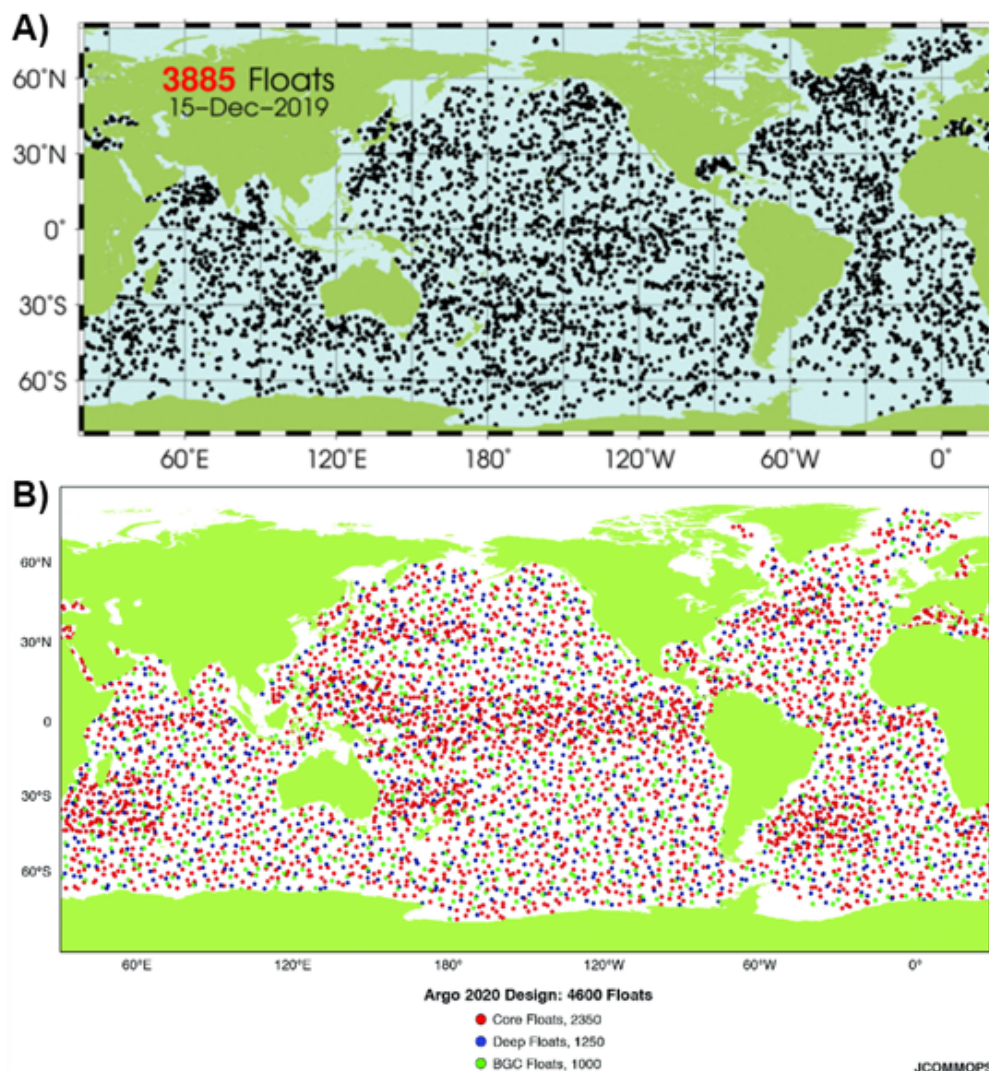 A)
60˚N
3885 Floats
15-Dec-2019
30˚N
0˚
30˚S
60˚S
60˚E 120˚E 180˚ 120˚W 60˚W 0˚
B)
60°N
30°N
0
30°S
60°S
60°E 120°E 180° 120°W 60°W 0°
Argo 2020 Design: 4600 Floats
Core Floats, 2350
Deep Floats, 1250
BGC Floats, 1000
JCOMMOPS